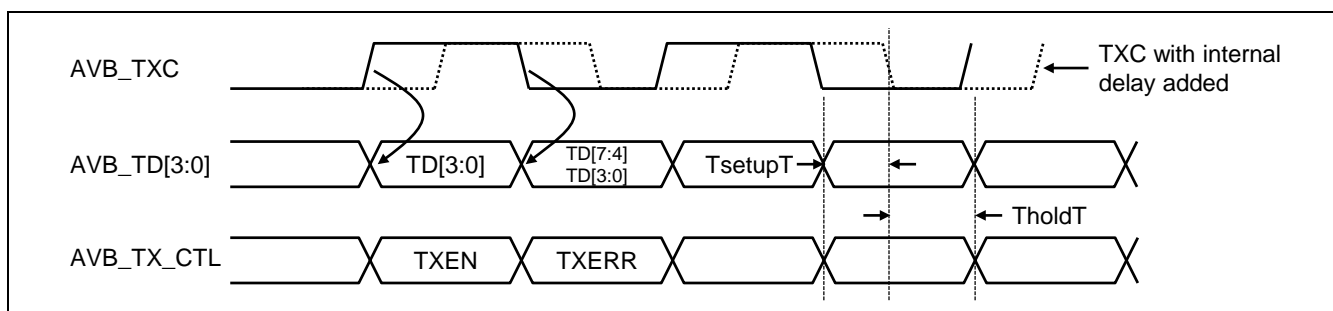 AVB_TXC
TXC with internal
delay added
AVB_TD[3:0]
TD[3:0]
TD[7:4]
TD[3:0]
TsetupT
TholdT
AVB_TX_CTL
TXEN
TXERR